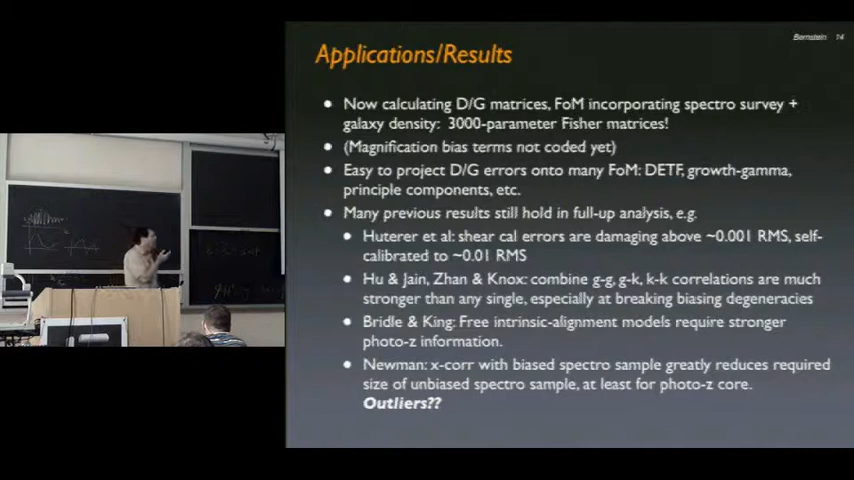 Bernstein 14
Applications/Results
Now calculating D/G matrices, FoM incorporating spectro survey +
galaxy density: 3000-parameter Fisher matrices!
(Magnification bias terms not coded yet)
Easy to project D/G errors onto many FoM: DETF, growth-gamma,
principle components, etc.
Many previous results still hold in full-up analysis, e.g.
Huterer et al: shear cal errors are damaging above ~0.001 RMS, self-
calibrated to ~0.01 RMS
Hu & Jain, Zhan & Knox: combine g-g, g-k, k-k correlations are much
stronger than any single, especially at breaking biasing degeneracies
Bridle & King: Free intrinsic-alignment models require stronger
photo-z information.
Newman: x-corr with biased spectro sample greatly reduces required
size of unbiased spectro sample, at least for photo-z core.
Outliers??